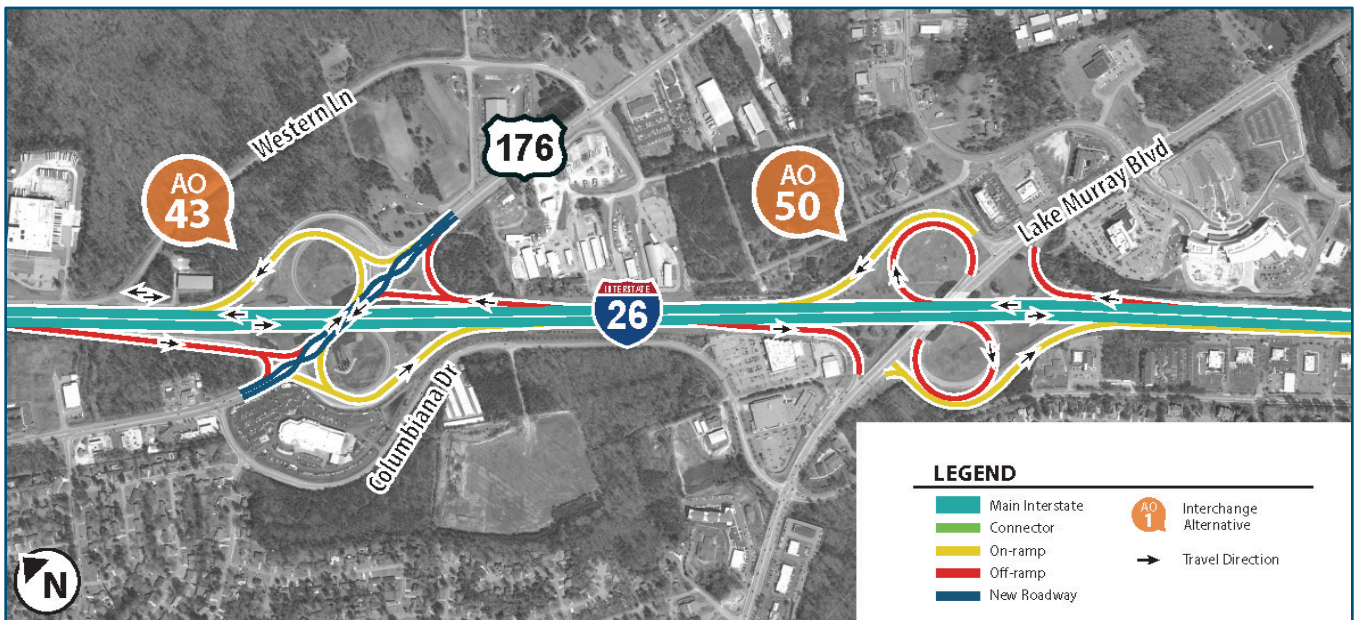 Western Ln
176
AO
43
AO
50
Lake Murray Blvd
INTERSTATE
26
Columbiana Dr
N
LEGEND
Main Interstate
Connector
On-ramp
Off-ramp
New Roadway
AO
1
Interchange
Alternative
Travel Direction